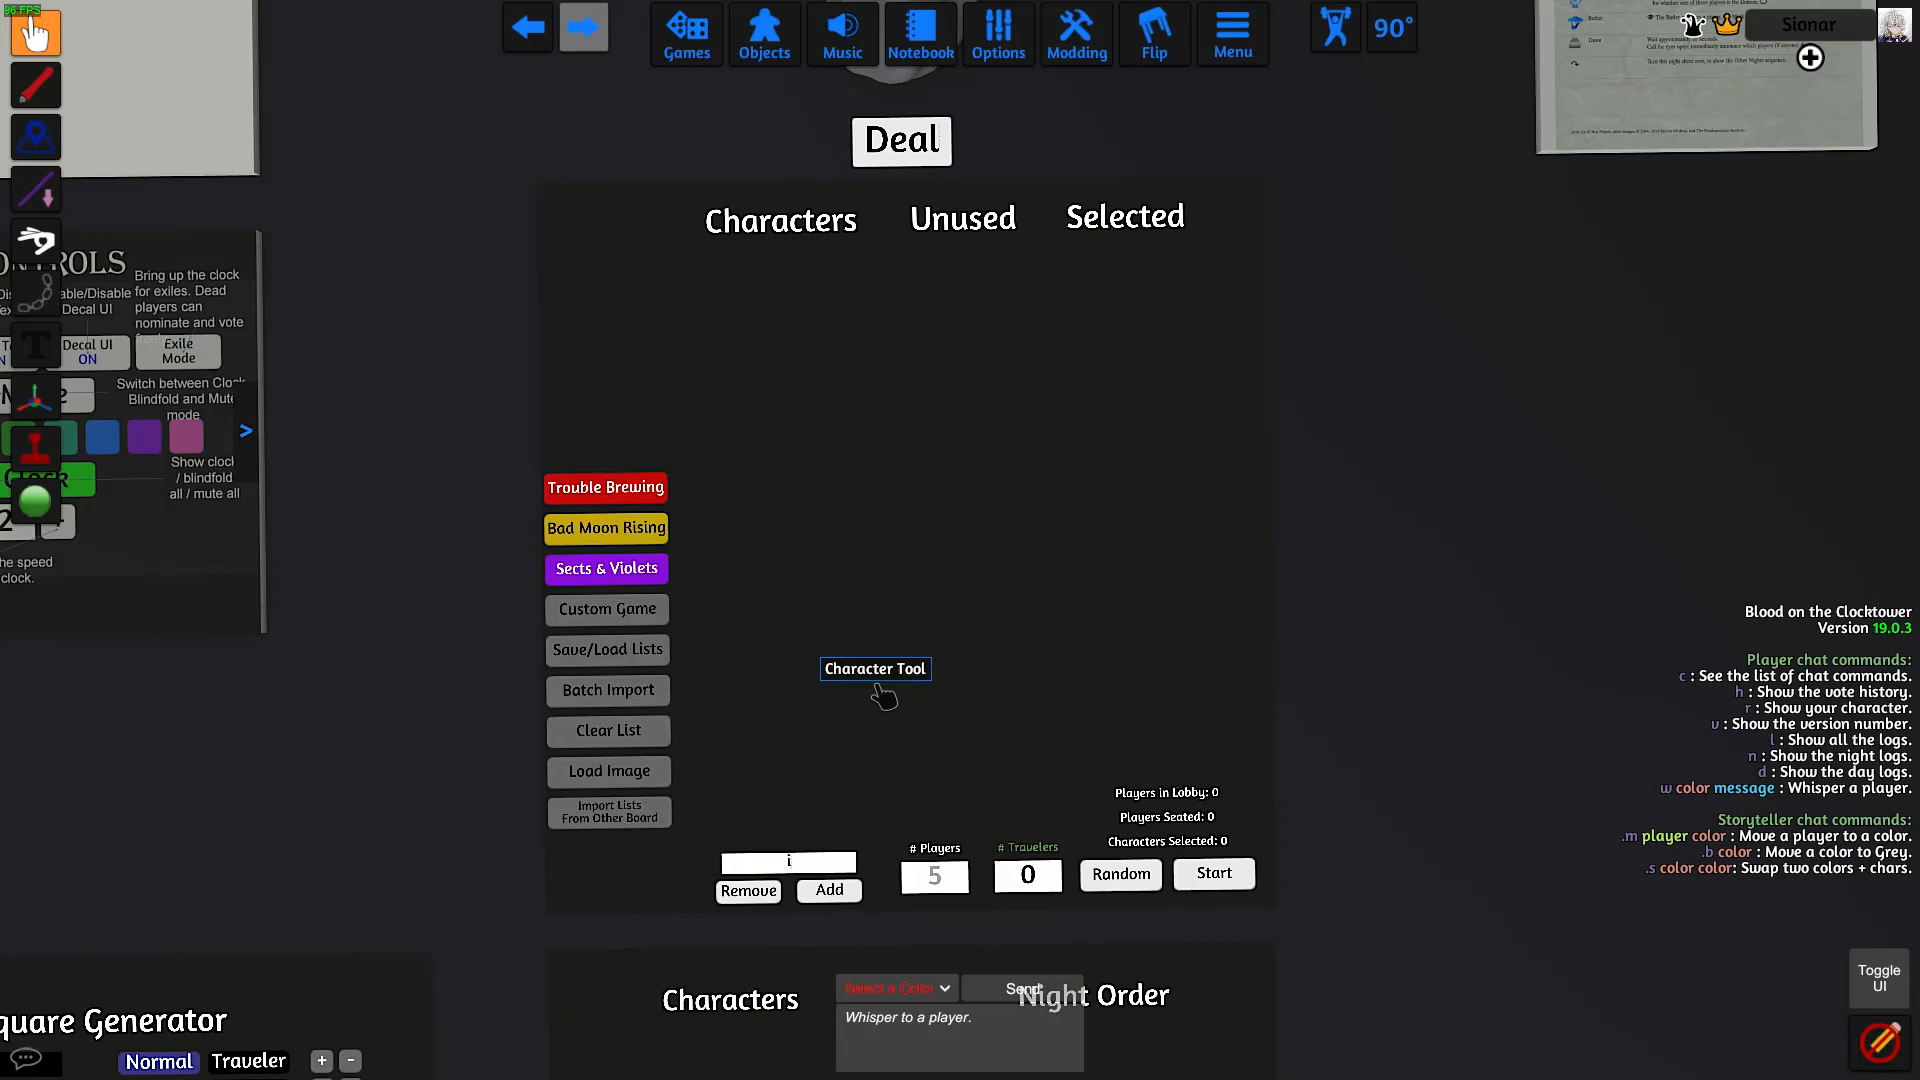 96 FPS
Games
Objects
Music
Notebook
Options
Modding
Flip
Menu
90°
Sionar
Butler
Dawn
Deal
Characters
Unused
Selected
Bring up the clock
for exiles. Dead
players can
nominate and vote
Decal UI
Decal UI
ON
Exile
Mode
Switch between Clock
Blindfold and Mute
mode
>
Show clock
/ blindfold
all / mute all
Clock
2
he speed
clock.
Trouble Brewing
Bad Moon Rising
Sects & Violets
Custom Game
Save/Load Lists
Batch Import
Clear List
Load Image
Import Lists
From Other Board
Character Tool
Players in Lobby: 0
Players Seated: 0
Characters Selected: 0
# Players
# Travelers
i
5
0
Random
Start
Remove
Add
Blood on the Clocktower
Version 19.0.3
Player chat commands:
c : See the list of chat commands.
h : Show the vote history.
r : Show your character.
v : Show the version number.
l : Show all the logs.
n : Show the night logs.
d : Show the day logs.
w color message : Whisper a player.
Storyteller chat commands:
.m player color : Move a player to a color.
.b color : Move a color to Grey.
.s color color: Swap two colors + chars.
Toggle
UI
Characters
Select a Color
Send
Night Order
Whisper to a player.
quare Generator
Normal
Traveler
+
-